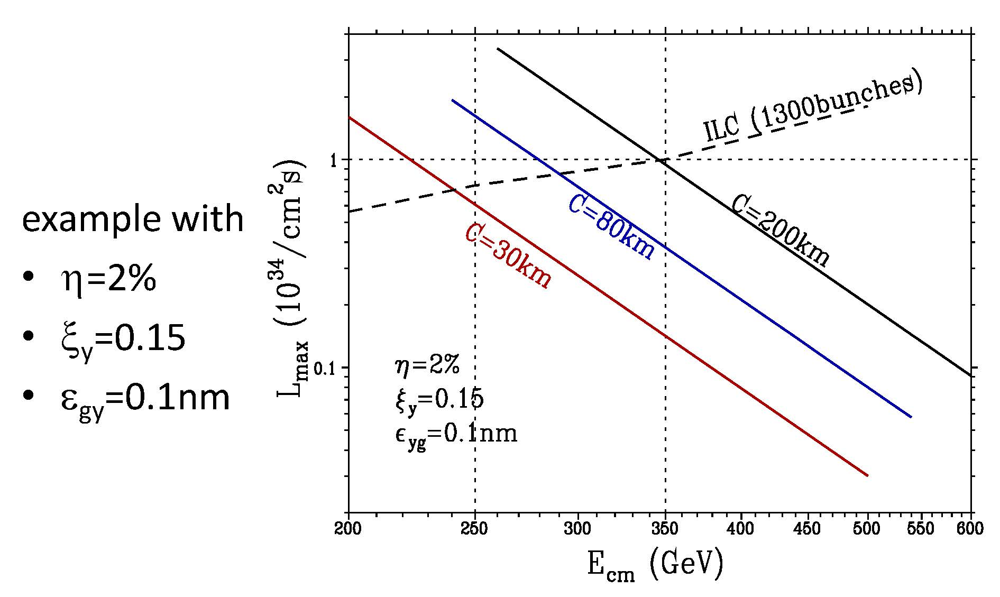 example with
• η=2%
• ξy=0.15
• εgy=0.1nm
Lmax (10^34/cm^2s)
1
0.1
ILC (1300bunches)
C=200km
C=80km
C=30km
η=2%
ξy=0.15
ϵyg=0.1nm
200 250 300 350 400 450 500 550 600
Ecm (GeV)